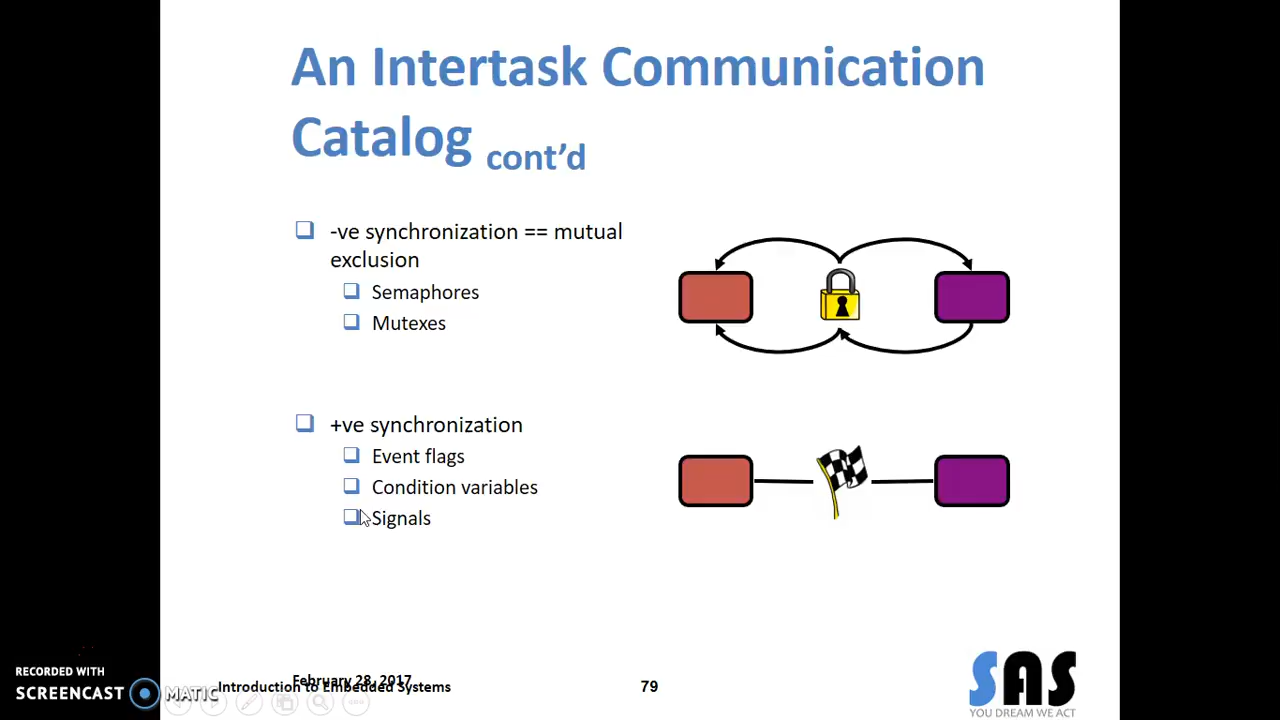 An Intertask Communication
Catalog cont’d
❑ -ve synchronization == mutual
exclusion
❑ Semaphores
❑ Mutexes
❑ +ve synchronization
❑ Event flags
❑ Condition variables
❑ Signals
RECORDED WITH
SCREENCAST MATIC
February 28, 2017
Introduction to Embedded Systems
79
SAS
YOU DREAM WE ACT